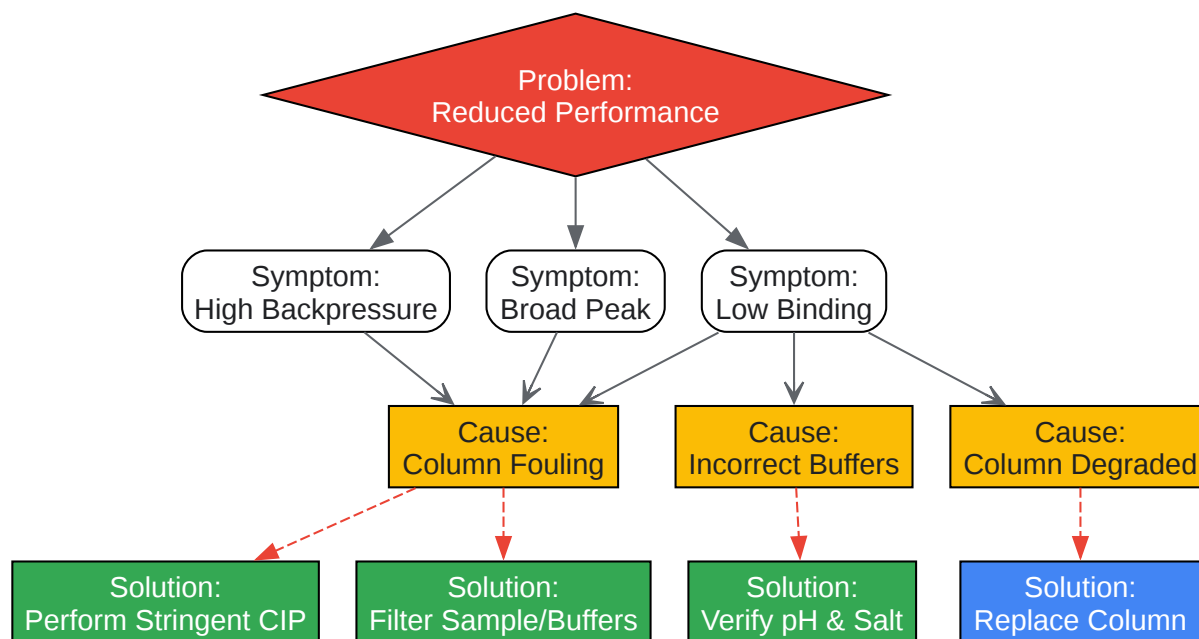 Problem:
Reduced Performance
Symptom:
High Backpressure
Symptom:
Broad Peak
Symptom:
Low Binding
Cause:
Column Fouling
Cause:
Incorrect Buffers
Cause:
Column Degraded
Solution:
Perform Stringent CIP
Solution:
Filter Sample/Buffers
Solution:
Verify pH & Salt
Solution:
Replace Column